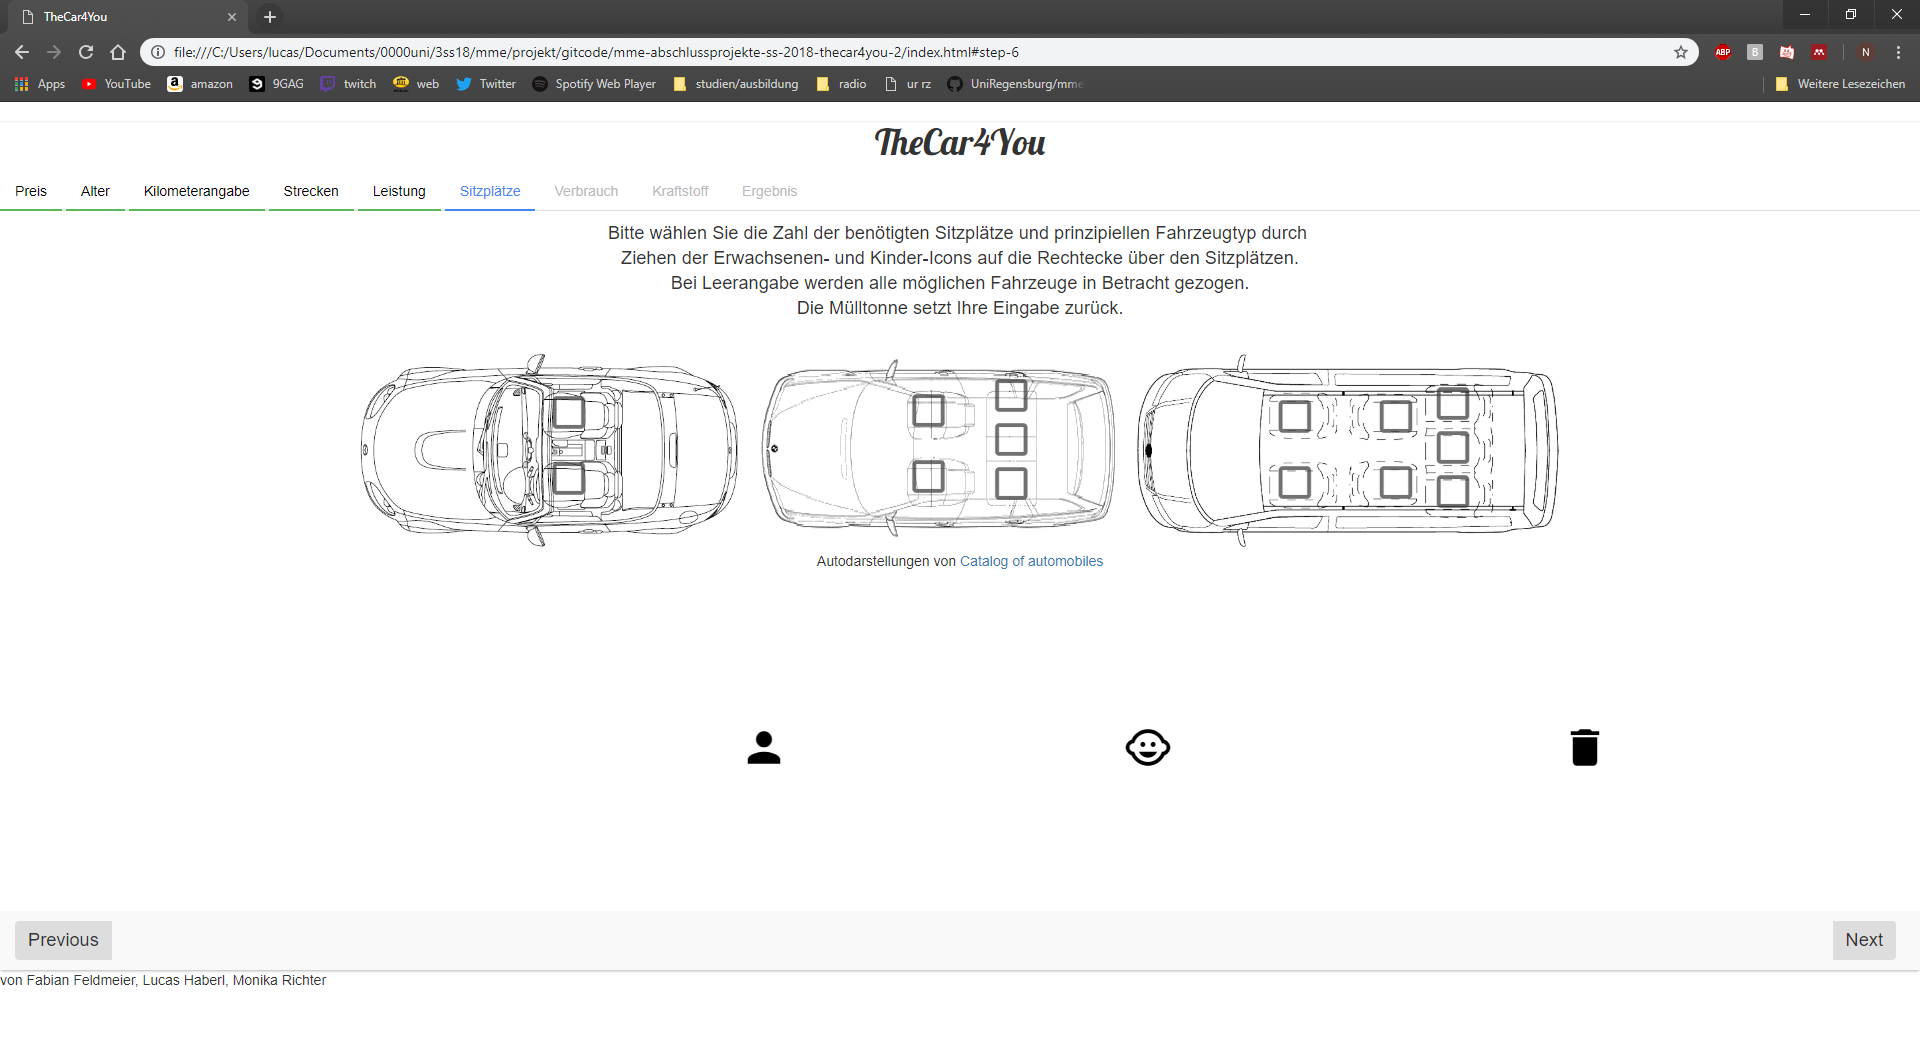 TheCar4You
file:///C:/Users/lucas/Documents/0000uni/3ss18/mme/projekt/gitcode/mme-abschlussprojekte-ss-2018-thecar4you-2/index.html#step-6
ABP B N
Apps YouTube amazon 9GAG twitch web Twitter Spotify Web Player studien/ausbildung radio ur rz UniRegensburg/mme Weitere Lesezeichen
TheCar4You
Preis Alter Kilometerangabe Strecken Leistung Sitzplätze Verbrauch Kraftstoff Ergebnis
Bitte wählen Sie die Zahl der benötigten Sitzplätze und prinzipiellen Fahrzeugtyp durch
Ziehen der Erwachsenen- und Kinder-Icons auf die Rechtecke über den Sitzplätzen.
Bei Leerangabe werden alle möglichen Fahrzeuge in Betracht gezogen.
Die Mülltonne setzt Ihre Eingabe zurück.
Autodarstellungen von Catalog of automobiles
Previous Next
von Fabian Feldmeier, Lucas Haberl, Monika Richter